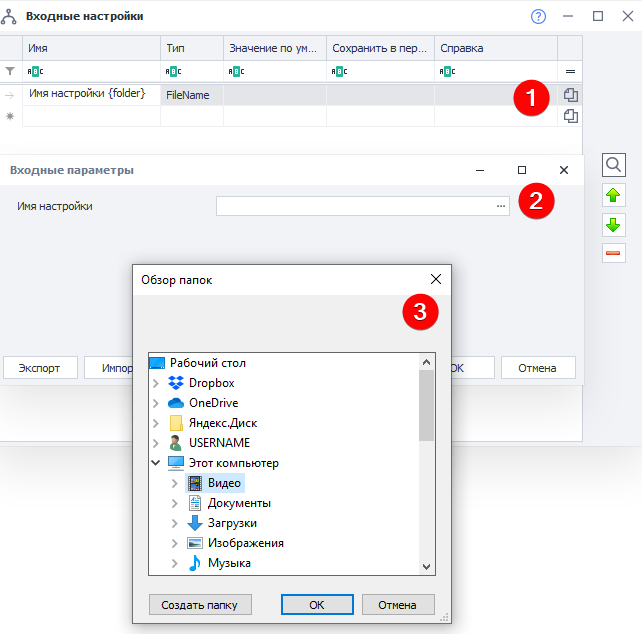 Входные настройки
?
Имя Тип Значение по ум... Сохранить в пер... Справка
ABC ABC ABC ABC ABC =
Имя настройки {folder} FileName
1
Входные параметры
Имя настройки ...
2
Обзор папок
3
Рабочий стол
Dropbox
OneDrive
Яндекс.Диск
USERNAME
Этот компьютер
Видео
Документы
Загрузки
Изображения
Музыка
Экспорт Импор ОК Отмена
Создать папку ОК Отмена